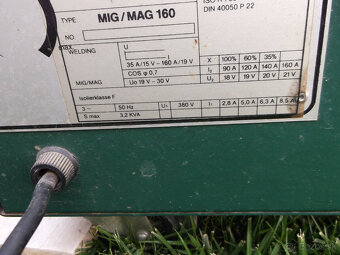 TYPE MIG/MAG 160
DIN 40050 P 22
NO.
max.
WELDING U I
35 A/15 V - 160 A/19 V
X 100% 60% 35%
COS φ 0,7
I₂ 90 A 120 A 140 A 160 A
MIG/MAG Uo 19 V - 30 V
U₂ 18 V 19 V 20 V 21 V
Isolierklasse F
3 ~ 50 Hz U₁ 380 V I₁ 2,8 A 5,0 A 6,3 A 8,5 A
S max 3,2 KVA